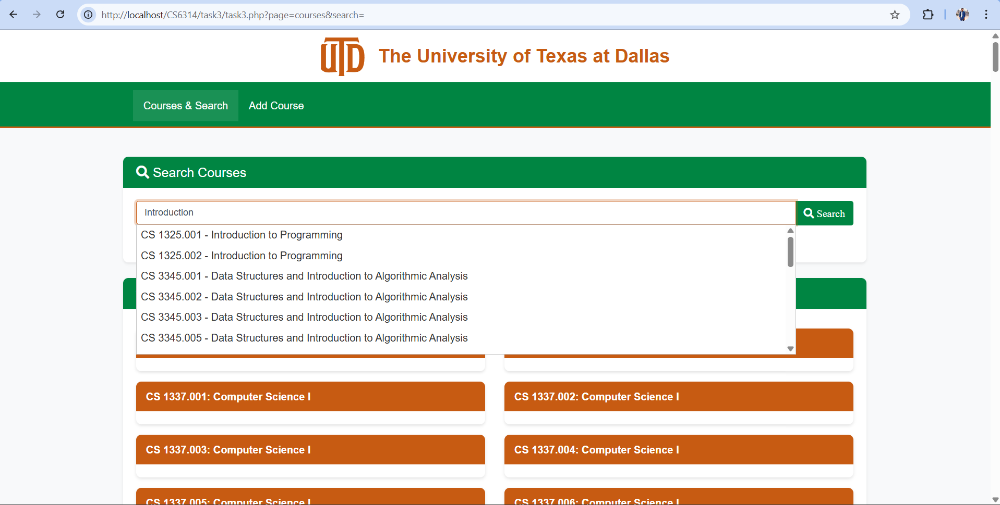 http://localhost/CS6314/task3/task3.php?page=courses&search=
UTD The University of Texas at Dallas
Courses & Search Add Course
Search Courses
Introduction Search
CS 1325.001 - Introduction to Programming
CS 1325.002 - Introduction to Programming
CS 3345.001 - Data Structures and Introduction to Algorithmic Analysis
CS 3345.002 - Data Structures and Introduction to Algorithmic Analysis
CS 3345.003 - Data Structures and Introduction to Algorithmic Analysis
CS 3345.005 - Data Structures and Introduction to Algorithmic Analysis
CS 1337.001: Computer Science I CS 1337.002: Computer Science I
CS 1337.003: Computer Science I CS 1337.004: Computer Science I
CS 1337.005: Computer Science I CS 1337.006: Computer Science I